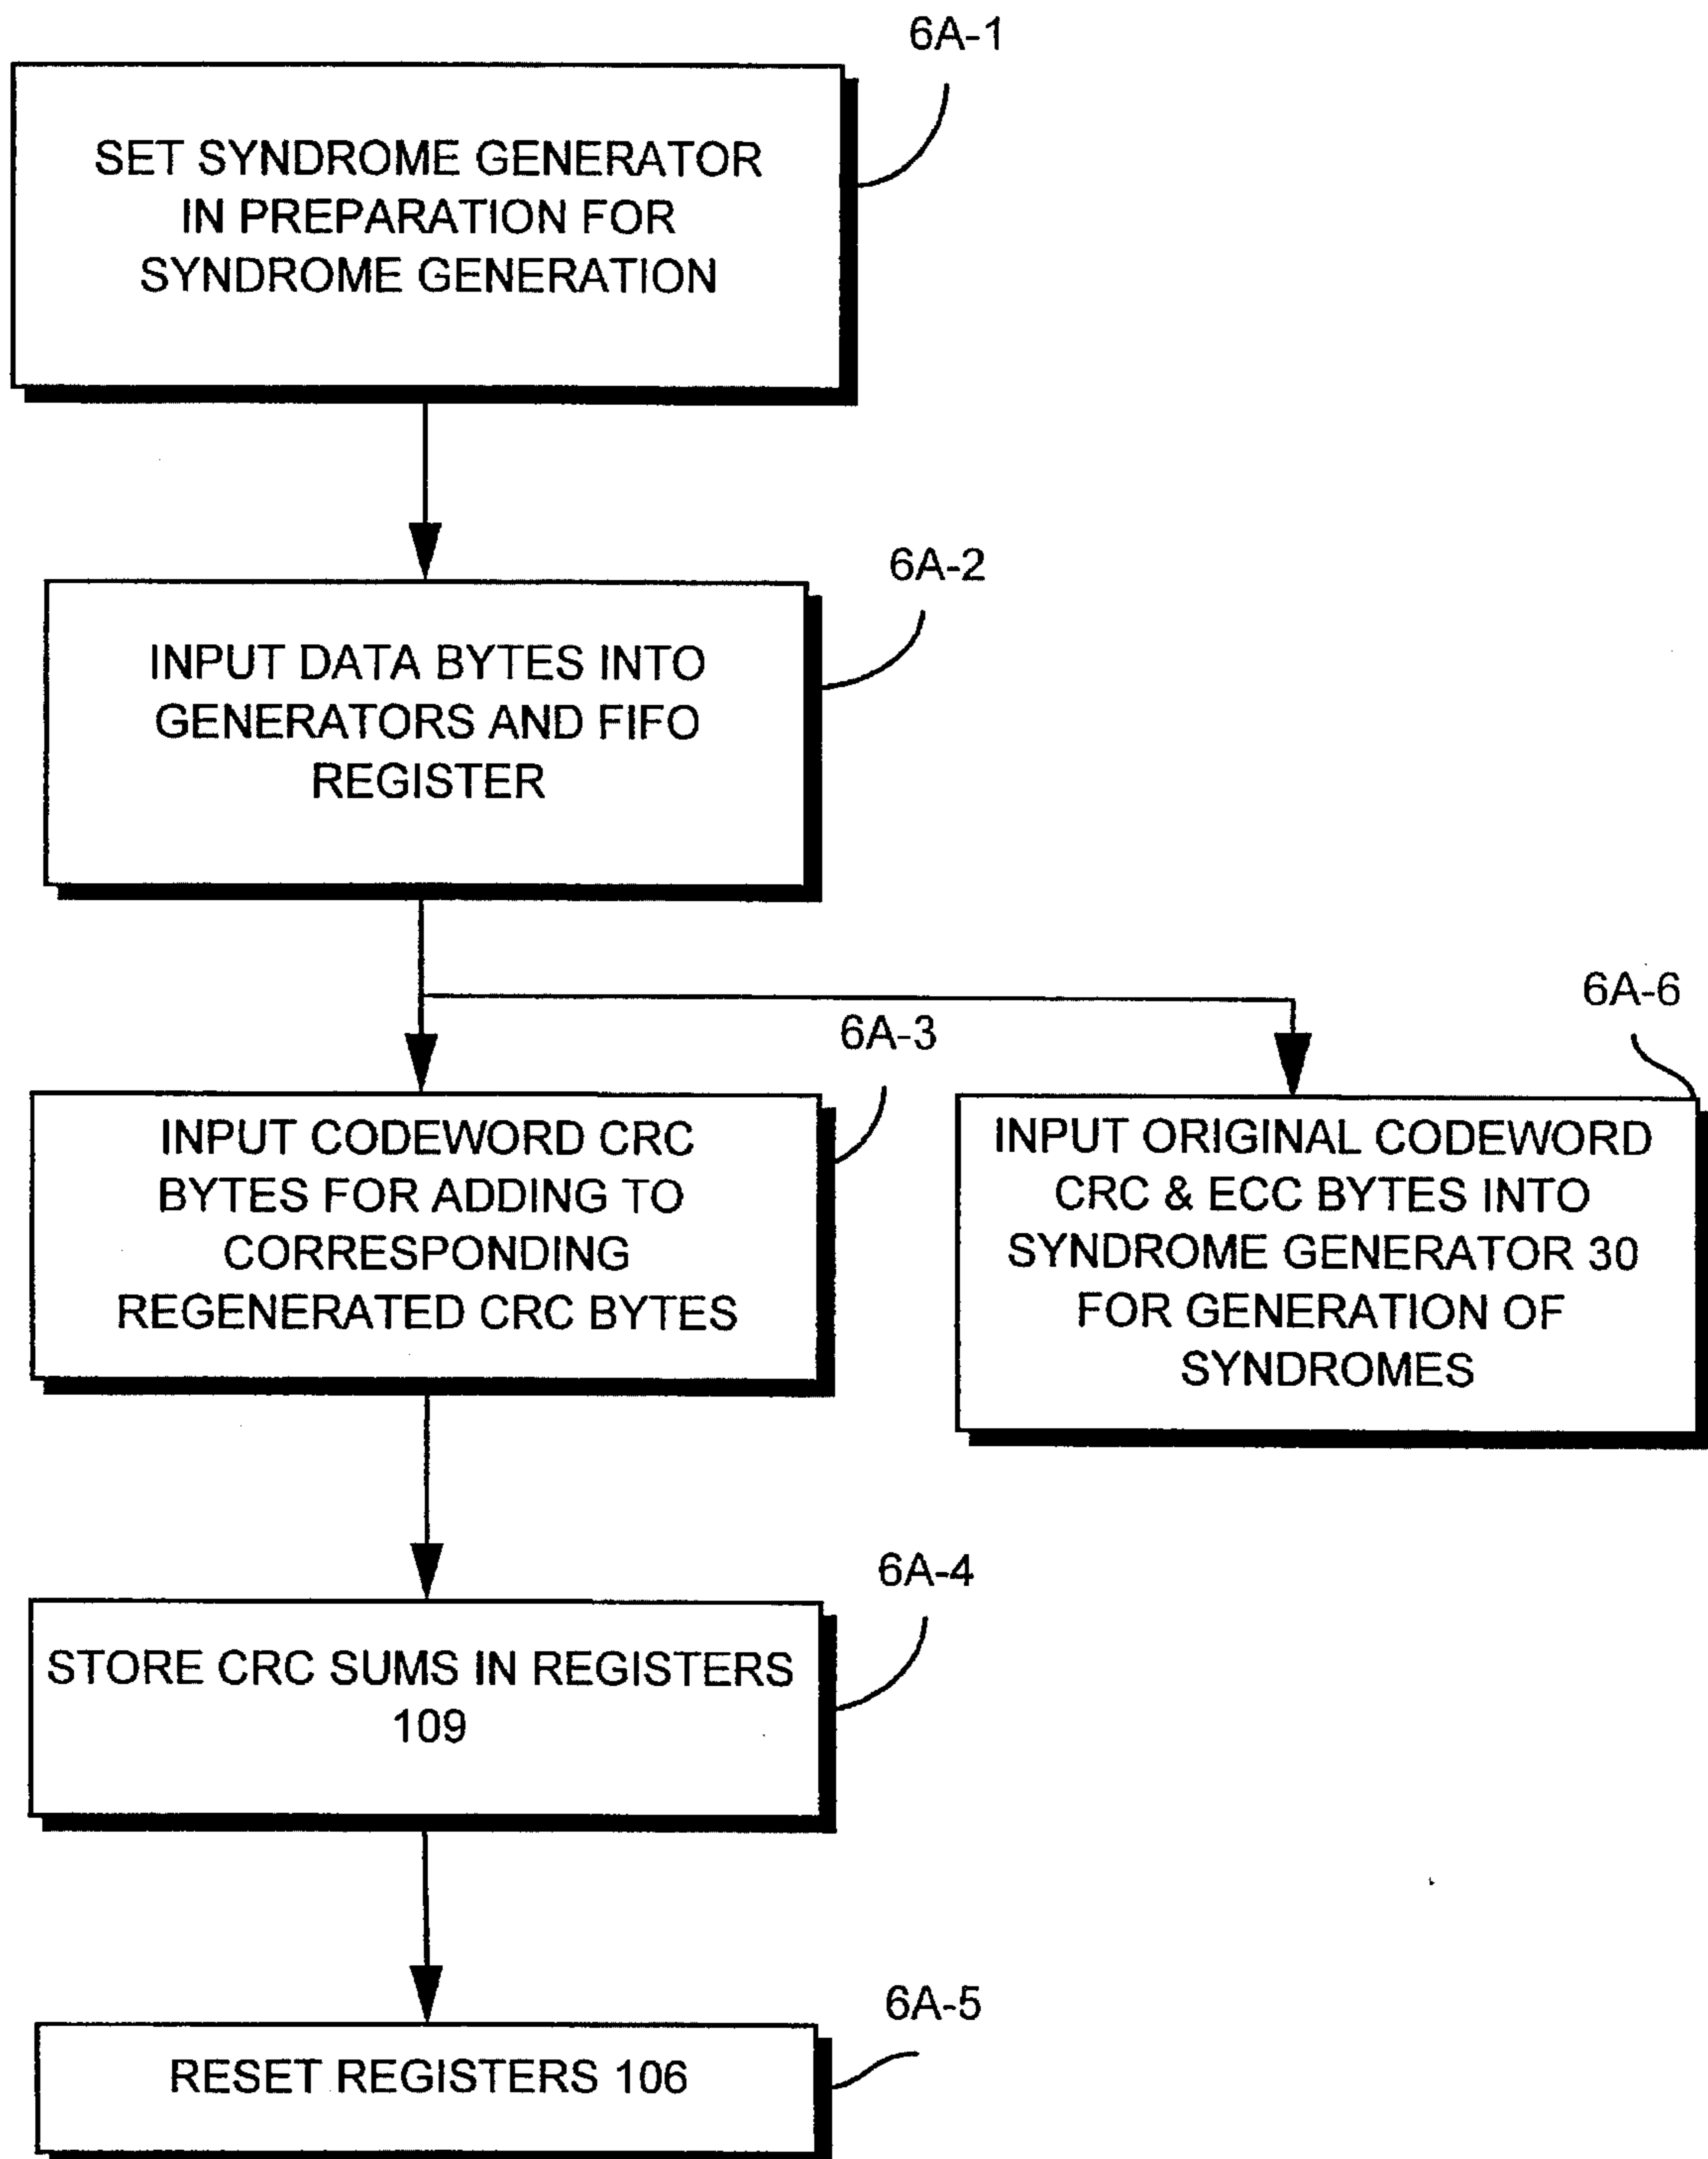 6A-1
SET SYNDROME GENERATOR
IN PREPARATION FOR
SYNDROME GENERATION
6A-2
INPUT DATA BYTES INTO
GENERATORS AND FIFO
REGISTER
6A-3
INPUT CODEWORD CRC
BYTES FOR ADDING TO
CORRESPONDING
REGENERATED CRC BYTES
6A-6
INPUT ORIGINAL CODEWORD
CRC & ECC BYTES INTO
SYNDROME GENERATOR 30
FOR GENERATION OF
SYNDROMES
6A-4
STORE CRC SUMS IN REGISTERS
109
6A-5
RESET REGISTERS 106